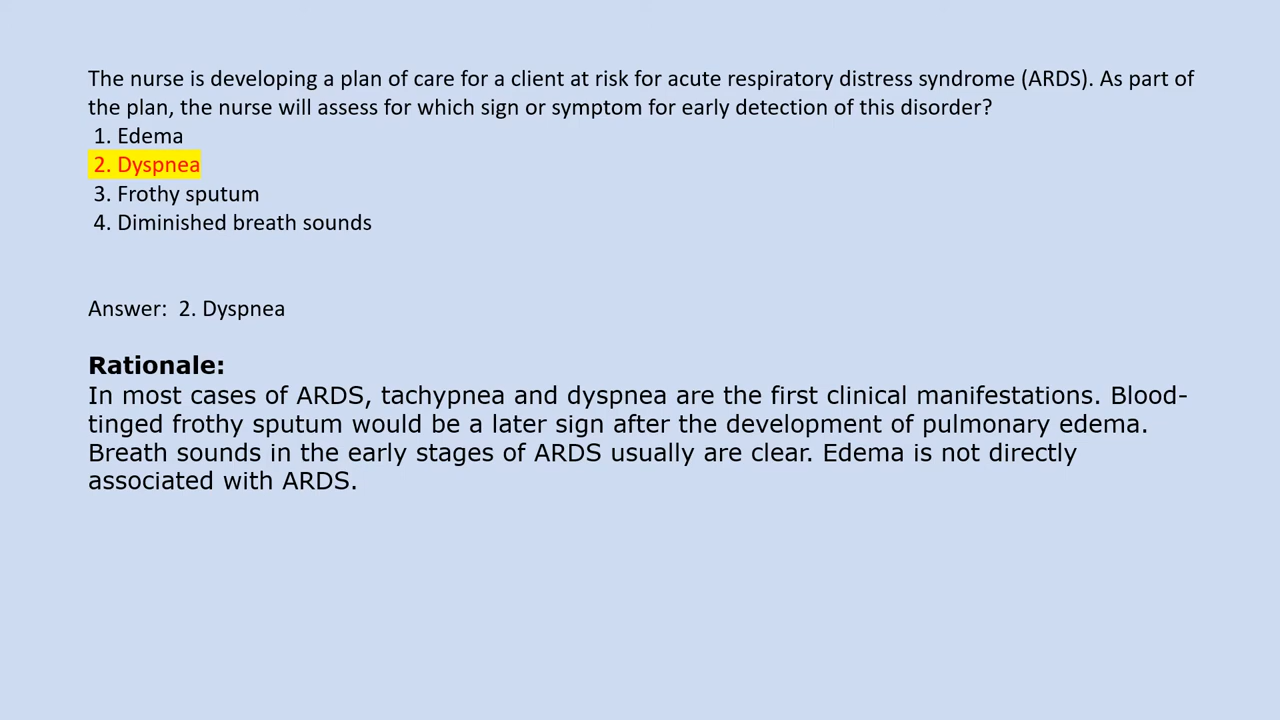 The nurse is developing a plan of care for a client at risk for acute respiratory distress syndrome (ARDS). As part of
the plan, the nurse will assess for which sign or symptom for early detection of this disorder?
1. Edema
2. Dyspnea
3. Frothy sputum
4. Diminished breath sounds
Answer: 2. Dyspnea
Rationale:
In most cases of ARDS, tachypnea and dyspnea are the first clinical manifestations. Blood-
tinged frothy sputum would be a later sign after the development of pulmonary edema.
Breath sounds in the early stages of ARDS usually are clear. Edema is not directly
associated with ARDS.